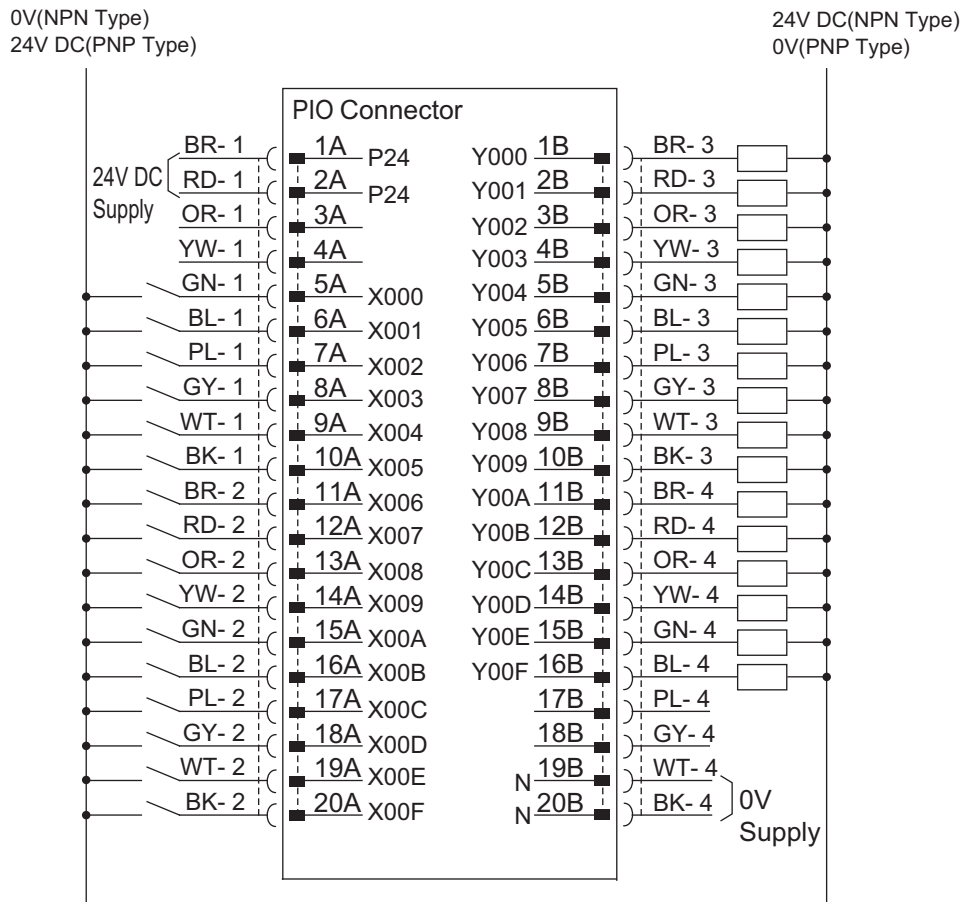 0V(NPN Type)
24V DC(PNP Type)
24V DC(NPN Type)
0V(PNP Type)
PIO Connector
24V DC
Supply
BR- 1 1A P24 Y000 1B BR- 3
RD- 1 2A P24 Y001 2B RD- 3
OR- 1 3A Y002 3B OR- 3
YW- 1 4A Y003 4B YW- 3
GN- 1 5A X000 Y004 5B GN- 3
BL- 1 6A X001 Y005 6B BL- 3
PL- 1 7A X002 Y006 7B PL- 3
GY- 1 8A X003 Y007 8B GY- 3
WT- 1 9A X004 Y008 9B WT- 3
BK- 1 10A X005 Y009 10B BK- 3
BR- 2 11A X006 Y00A 11B BR- 4
RD- 2 12A X007 Y00B 12B RD- 4
OR- 2 13A X008 Y00C 13B OR- 4
YW- 2 14A X009 Y00D 14B YW- 4
GN- 2 15A X00A Y00E 15B GN- 4
BL- 2 16A X00B Y00F 16B BL- 4
PL- 2 17A X00C 17B PL- 4
GY- 2 18A X00D 18B GY- 4
WT- 2 19A X00E N 19B WT- 4
BK- 2 20A X00F N 20B BK- 4
0V
Supply